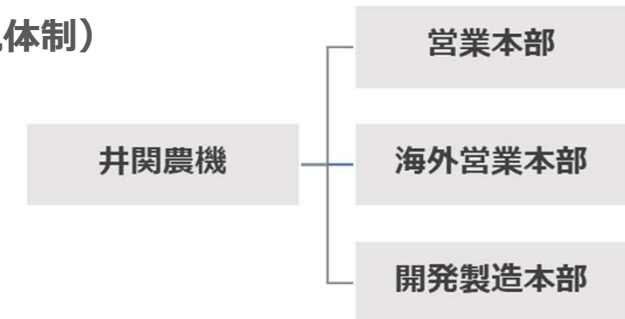 体制）
営業本部
井関農機
海外営業本部
開発製造本部